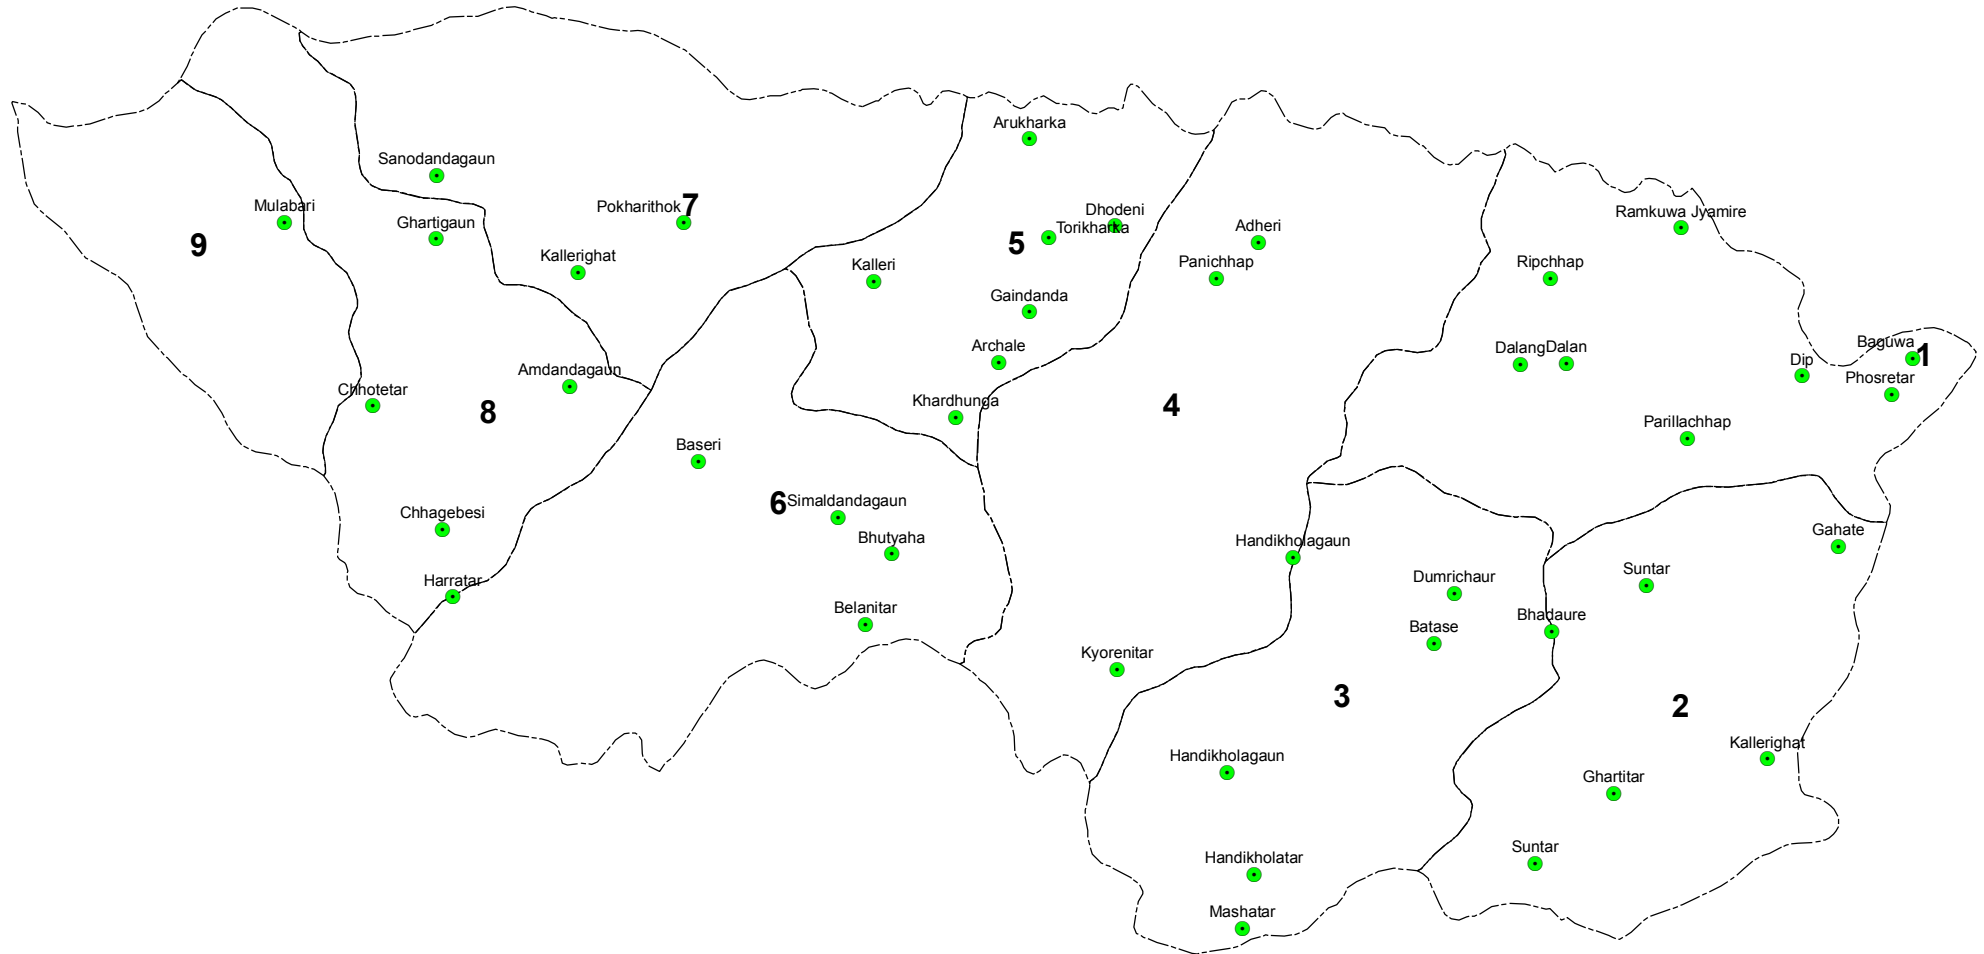 Arukharka
Sanodandagaun
Mulabari
Pokharithok
7
Dhodeni
Ramkuwa Jyamire
Ghartigaun
Torikharka
Adheri
9
5
Kallerighat
Kalleri
Panichhap
Ripchhap
Gaindanda
Baguwa
1
Archale
Dalang
Dalan
Dip
Amdandagaun
Phosretar
Chhotetar
Khardhunga
4
8
Parillachhap
Baseri
6
Simaldandagaun
Chhagebesi
Gahate
Bhutyaha
Handikholagaun
Suntar
Harratar
Dumrichaur
Belanitar
Bhadaure
Batase
Kyorenitar
3
2
Kallerighat
Handikholagaun
Ghartitar
Suntar
Handikholatar
Mashatar